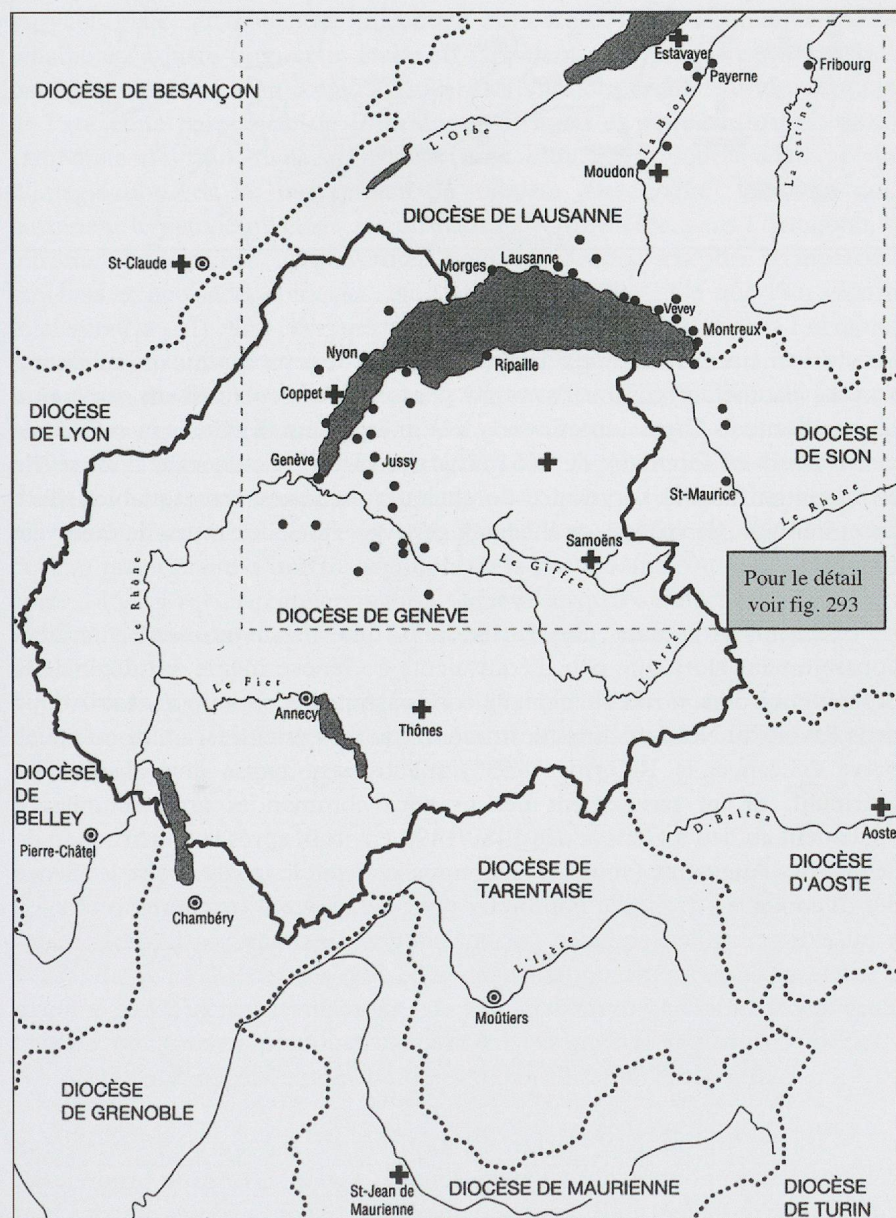 Estavayer
Fribourg
Payerne
DIOCÈSE DE BESANÇON
La Broye
L'Orbe
La Sarine
Moudon
DIOCÈSE DE LAUSANNE
St-Claude
Lausanne
Morges
Vevey
Montreux
Nyon
Ripaille
Coppet
DIOCÈSE
DE LYON
DIOCÈSE
DE SION
Genève
Jussy
St-Maurice
Le Rhône
Samoëns
Le Giffre
Le Rhône
Pour le détail
voir fig. 293
DIOCÈSE DE GENÈVE
L'Arve
Le Fier
Annecy
Thônes
DIOCÈSE
DE
BELLEY
Pierre-Châtel
D. Baltea
Aoste
DIOCÈSE
D'AOSTE
DIOCÈSE DE
TARENTAISE
Chambéry
L'Isère
Moûtiers
DIOCÈSE
DE GRENOBLE
St-Jean de
Maurienne
DIOCÈSE DE MAURIENNE
DIOCÈSE
DE TURIN